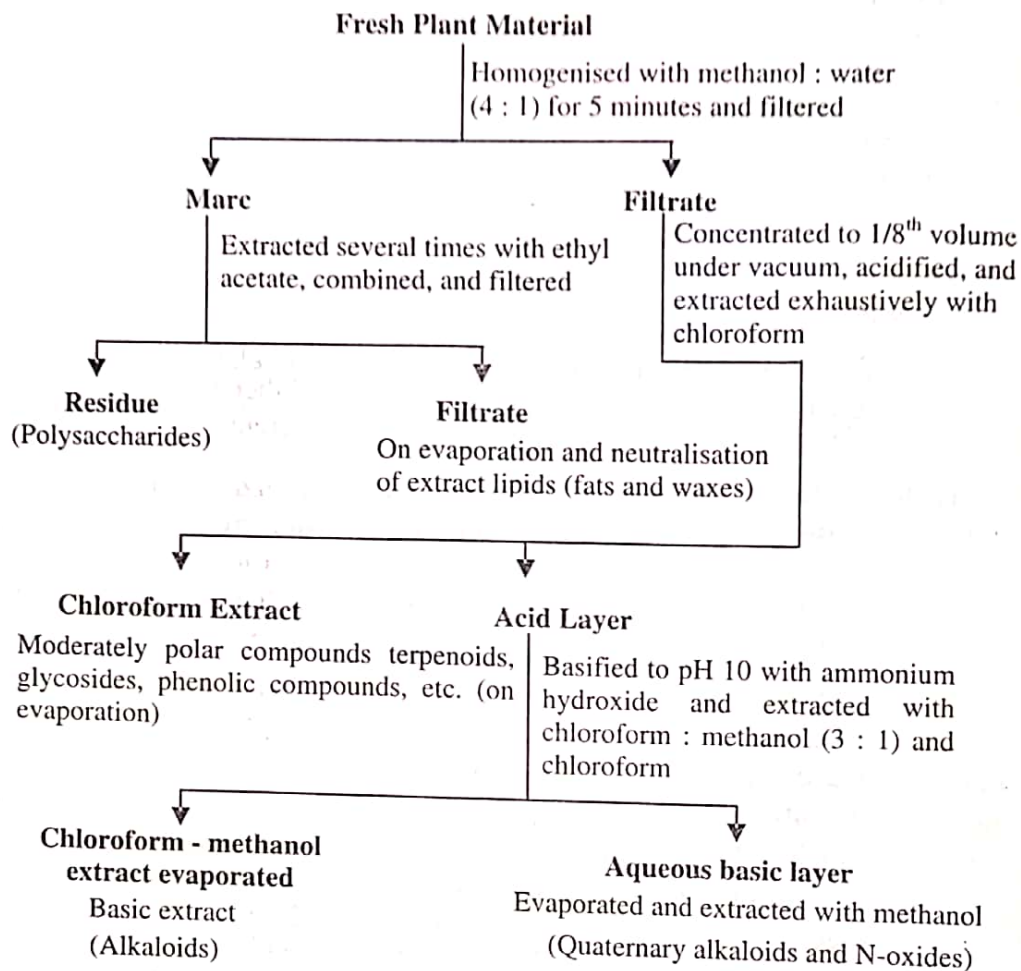 Fresh Plant Material
Homogenised with methanol : water
(4 : 1) for 5 minutes and filtered
Marc
Filtrate
Extracted several times with ethyl
acetate, combined, and filtered
Concentrated to 1/8th volume
under vacuum, acidified, and
extracted exhaustively with
chloroform
Residue
(Polysaccharides)
Filtrate
On evaporation and neutralisation
of extract lipids (fats and waxes)
Chloroform Extract
Moderately polar compounds terpenoids,
glycosides, phenolic compounds, etc. (on
evaporation)
Acid Layer
Basified to pH 10 with ammonium
hydroxide and extracted with
chloroform : methanol (3 : 1) and
chloroform
Chloroform - methanol
extract evaporated
Basic extract
(Alkaloids)
Aqueous basic layer
Evaporated and extracted with methanol
(Quaternary alkaloids and N-oxides)